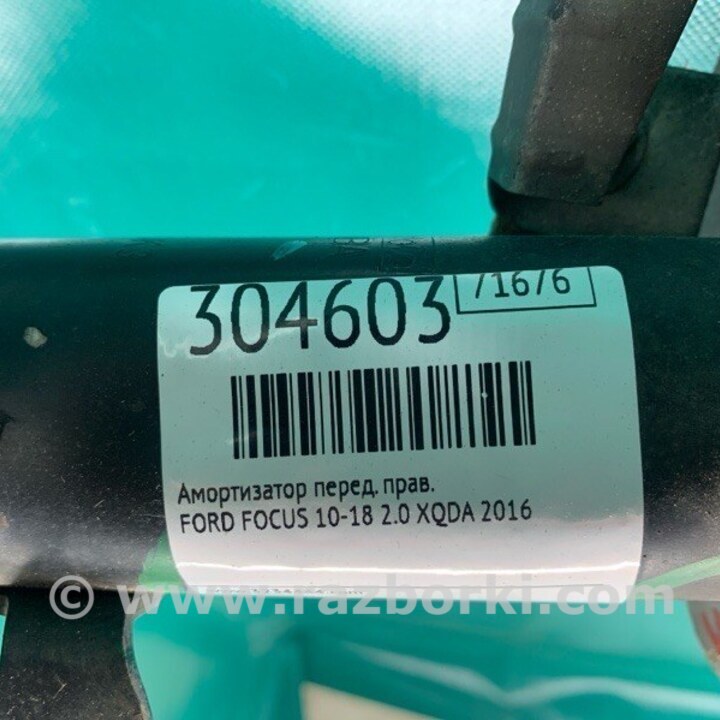 304603
71676
Амортизатор перед. прав.
FORD FOCUS 10-18 2.0 XQDA 2016
© www.razborki.com